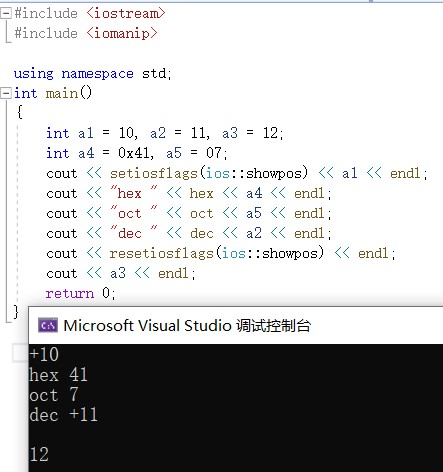 #include <iostream>
#include <iomanip>
using namespace std;
int main()
{
int a1 = 10, a2 = 11, a3 = 12;
int a4 = 0x41, a5 = 07;
cout << setiosflags(ios::showpos) << a1 << endl;
cout << "hex " << hex << a4 << endl;
cout << "oct " << oct << a5 << endl;
cout << "dec " << dec << a2 << endl;
cout << resetiosflags(ios::showpos) << endl;
cout << a3 << endl;
return 0;
}
C:\ Microsoft Visual Studio 调试控制台
+10
hex 41
oct 7
dec +11
12